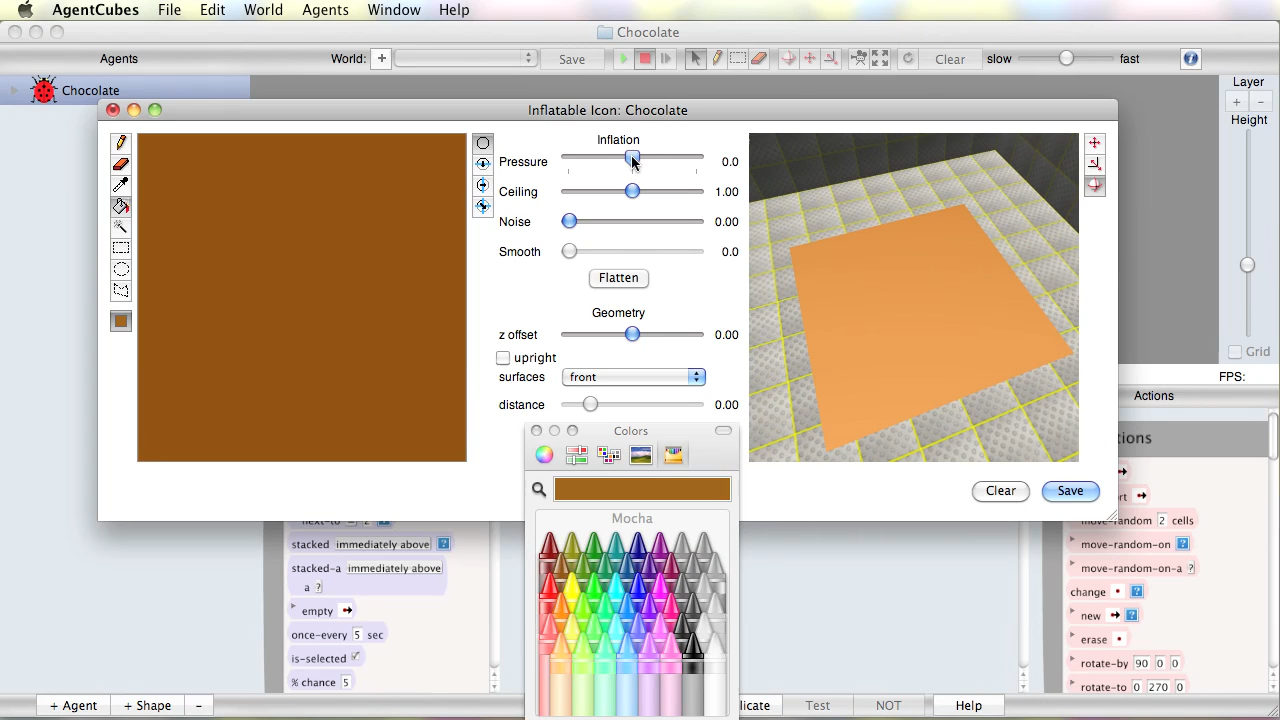 AgentCubes File Edit World Agents Window Help
Chocolate
Agents World: + Save Clear slow fast
Chocolate
Layer
+ -
Height
Grid
FPS:
Inflatable Icon: Chocolate
Inflation
Pressure 0.0
Ceiling 1.00
Noise 0.00
Smooth 0.0
Flatten
Geometry
z offset 0.00
upright
surfaces front
distance 0.00
Clear Save
Colors
Mocha
stacked immediately above ?
stacked-a immediately above
a ?
empty
once-every 5 sec
is-selected
% chance 5
Actions
move-random 2 cells
move-random-on ?
move-random-on-a ?
change ?
new ?
erase
rotate-by 90 0 0
rotate-to 0 270 0
+ Agent + Shape - Test NOT Help